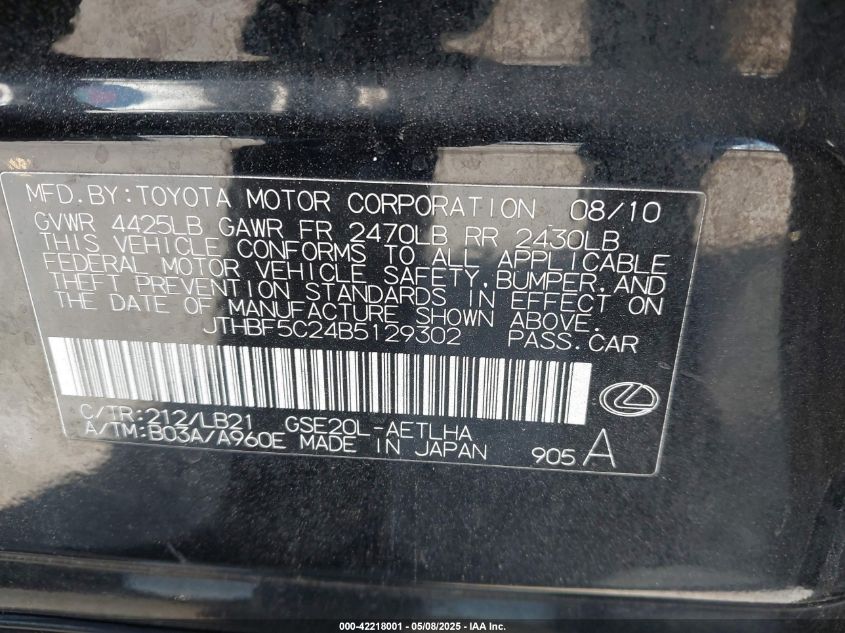 MFD.BY:TOYOTA MOTOR CORPORATION 08/10
GVWR 4425LB GAWR FR 2470LB RR 2430LB
THIS VEHICLE CONFORMS TO ALL APPLICABLE
FEDERAL MOTOR VEHICLE SAFETY,BUMPER,AND
THEFT PREVENTION STANDARDS IN EFFECT ON
THE DATE OF MANUFACTURE SHOWN ABOVE.
JTHBF5C24B5129302 PASS.CAR
C/TR:212/LB21 GSE20L-AETLHA
A/TM:B03A/A960E MADE IN JAPAN 905 A
000-42218001 - 05/08/2025 - IAA Inc.